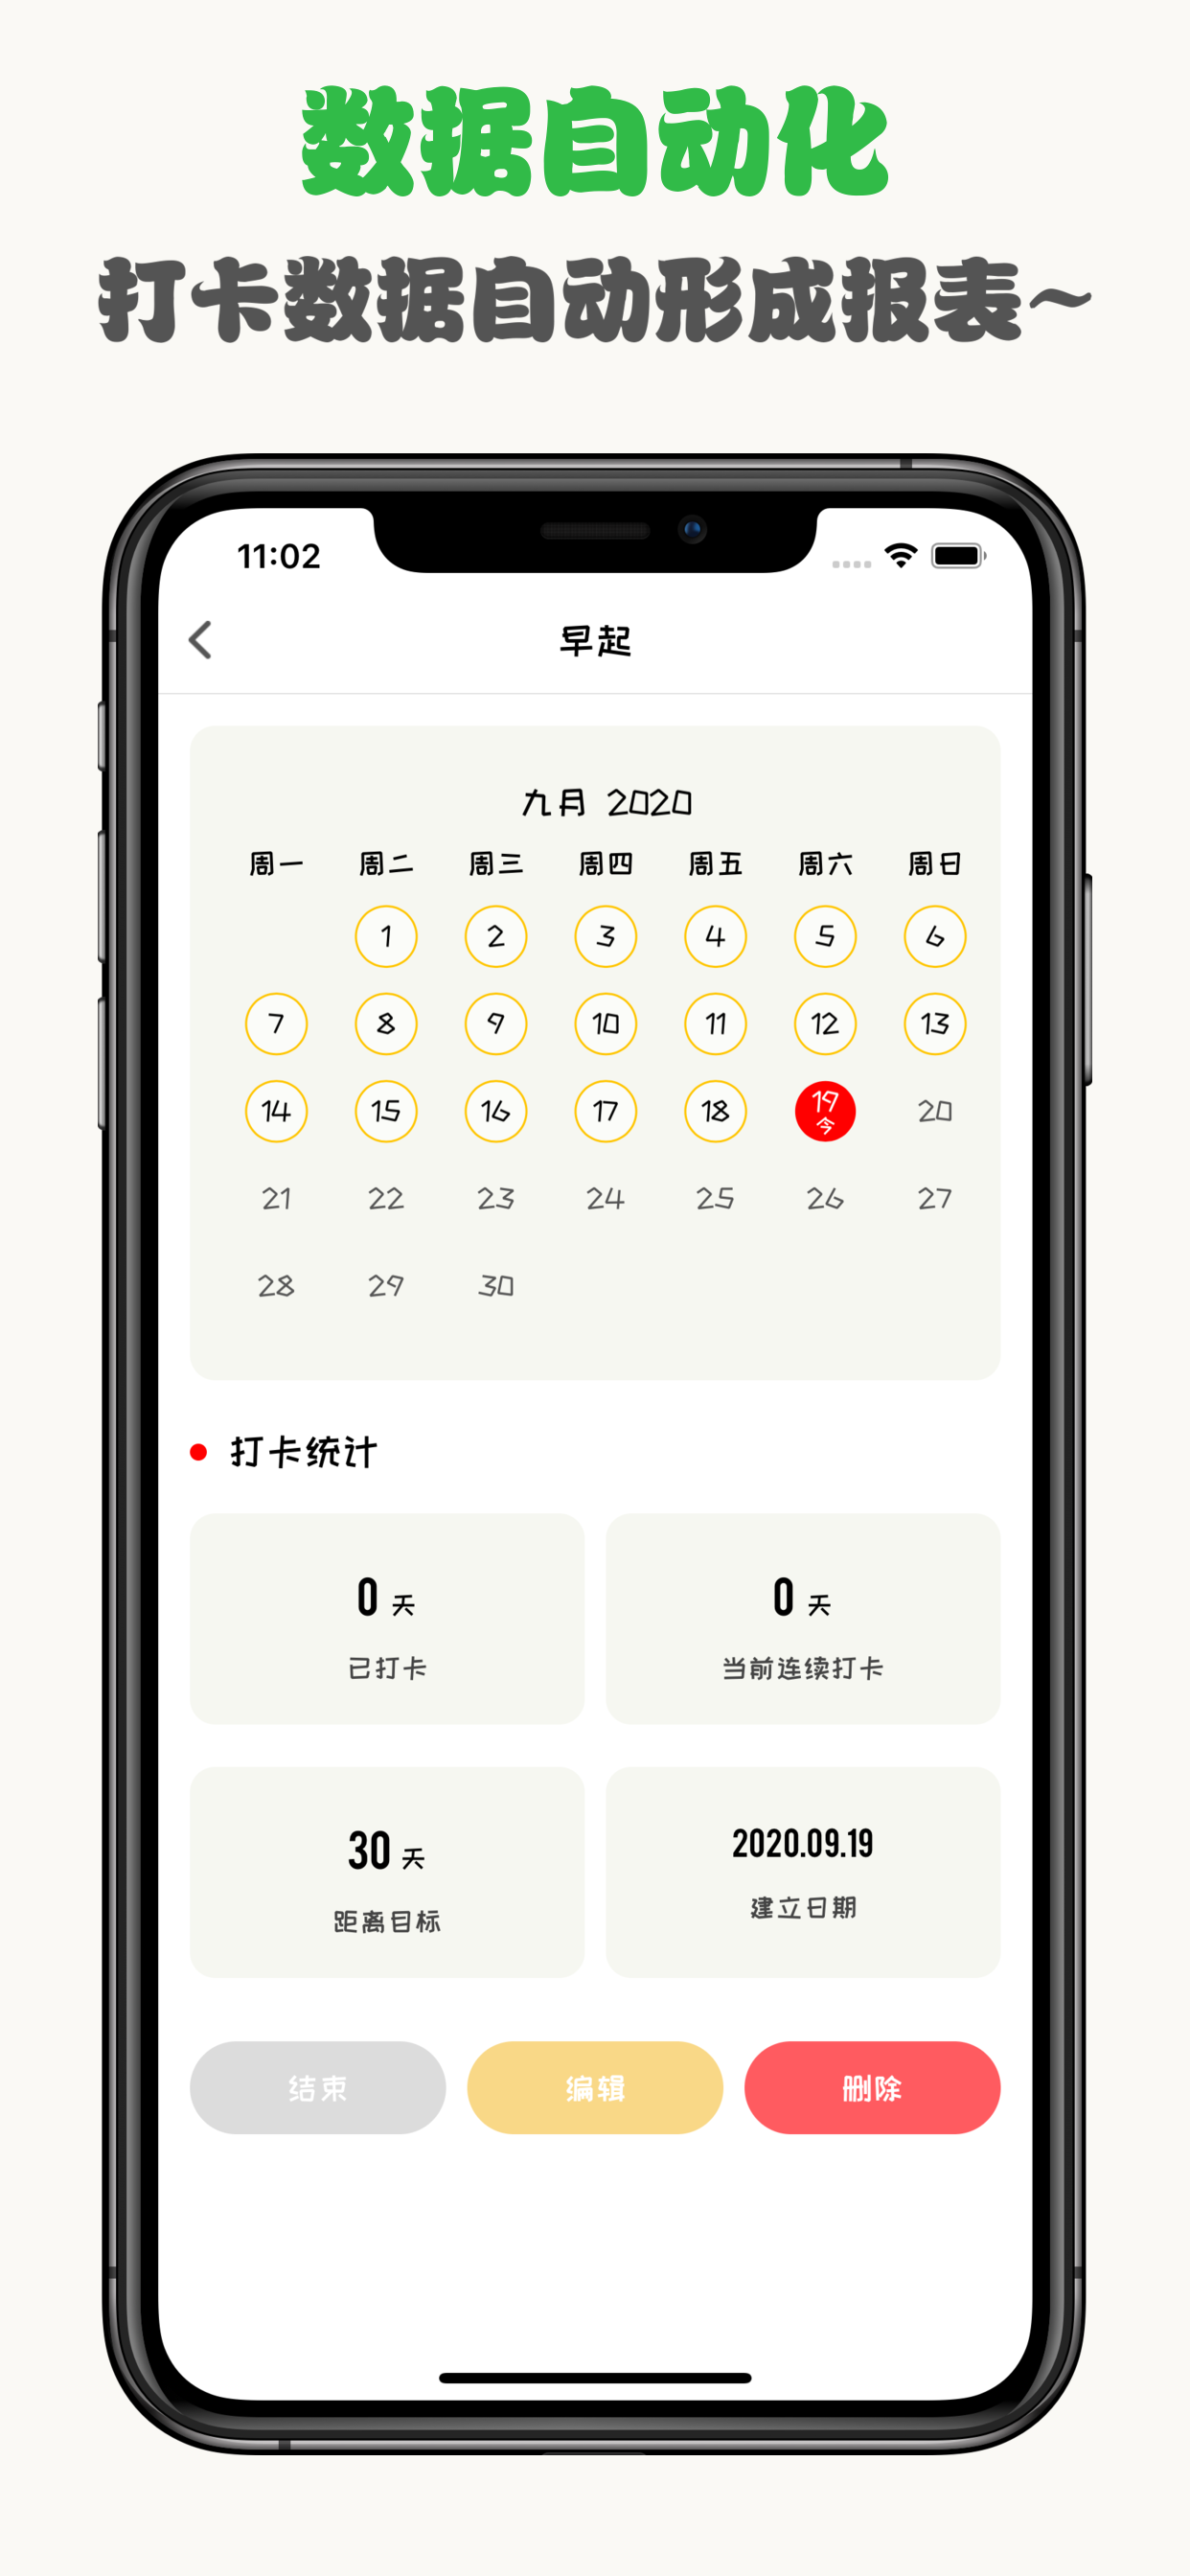 数据自动化
打卡数据自动形成报表~
11:02
早起
九月 2020
周一 周二 周三 周四 周五 周六 周日
1 2 3 4 5 6
7 8 9 10 11 12 13
14 15 16 17 18 19 20
今
21 22 23 24 25 26 27
28 29 30
打卡统计
0 天 0 天
已打卡 当前连续打卡
30 天 2020.09.19
距离目标 建立日期
结束 编辑 删除